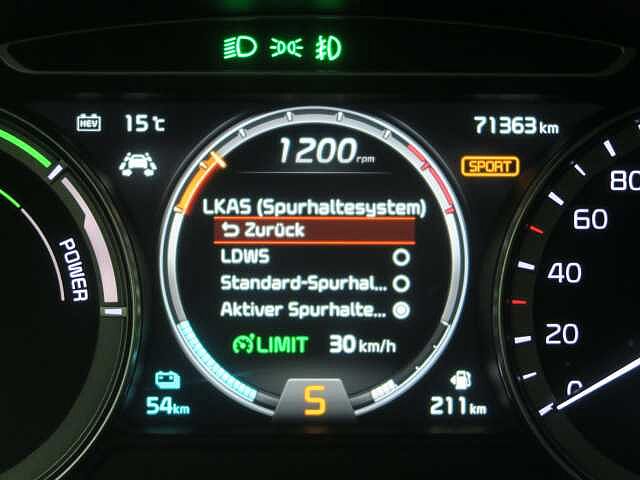 HEV 15°C
1200 rpm
71363 km
SPORT
80
60
40
20
0
POWER
LKAS (Spurhaltesystem)
Zurück
LDWS
Standard-Spurhal...
Aktiver Spurhalte...
LIMIT 30 km/h
54 km
S
211 km